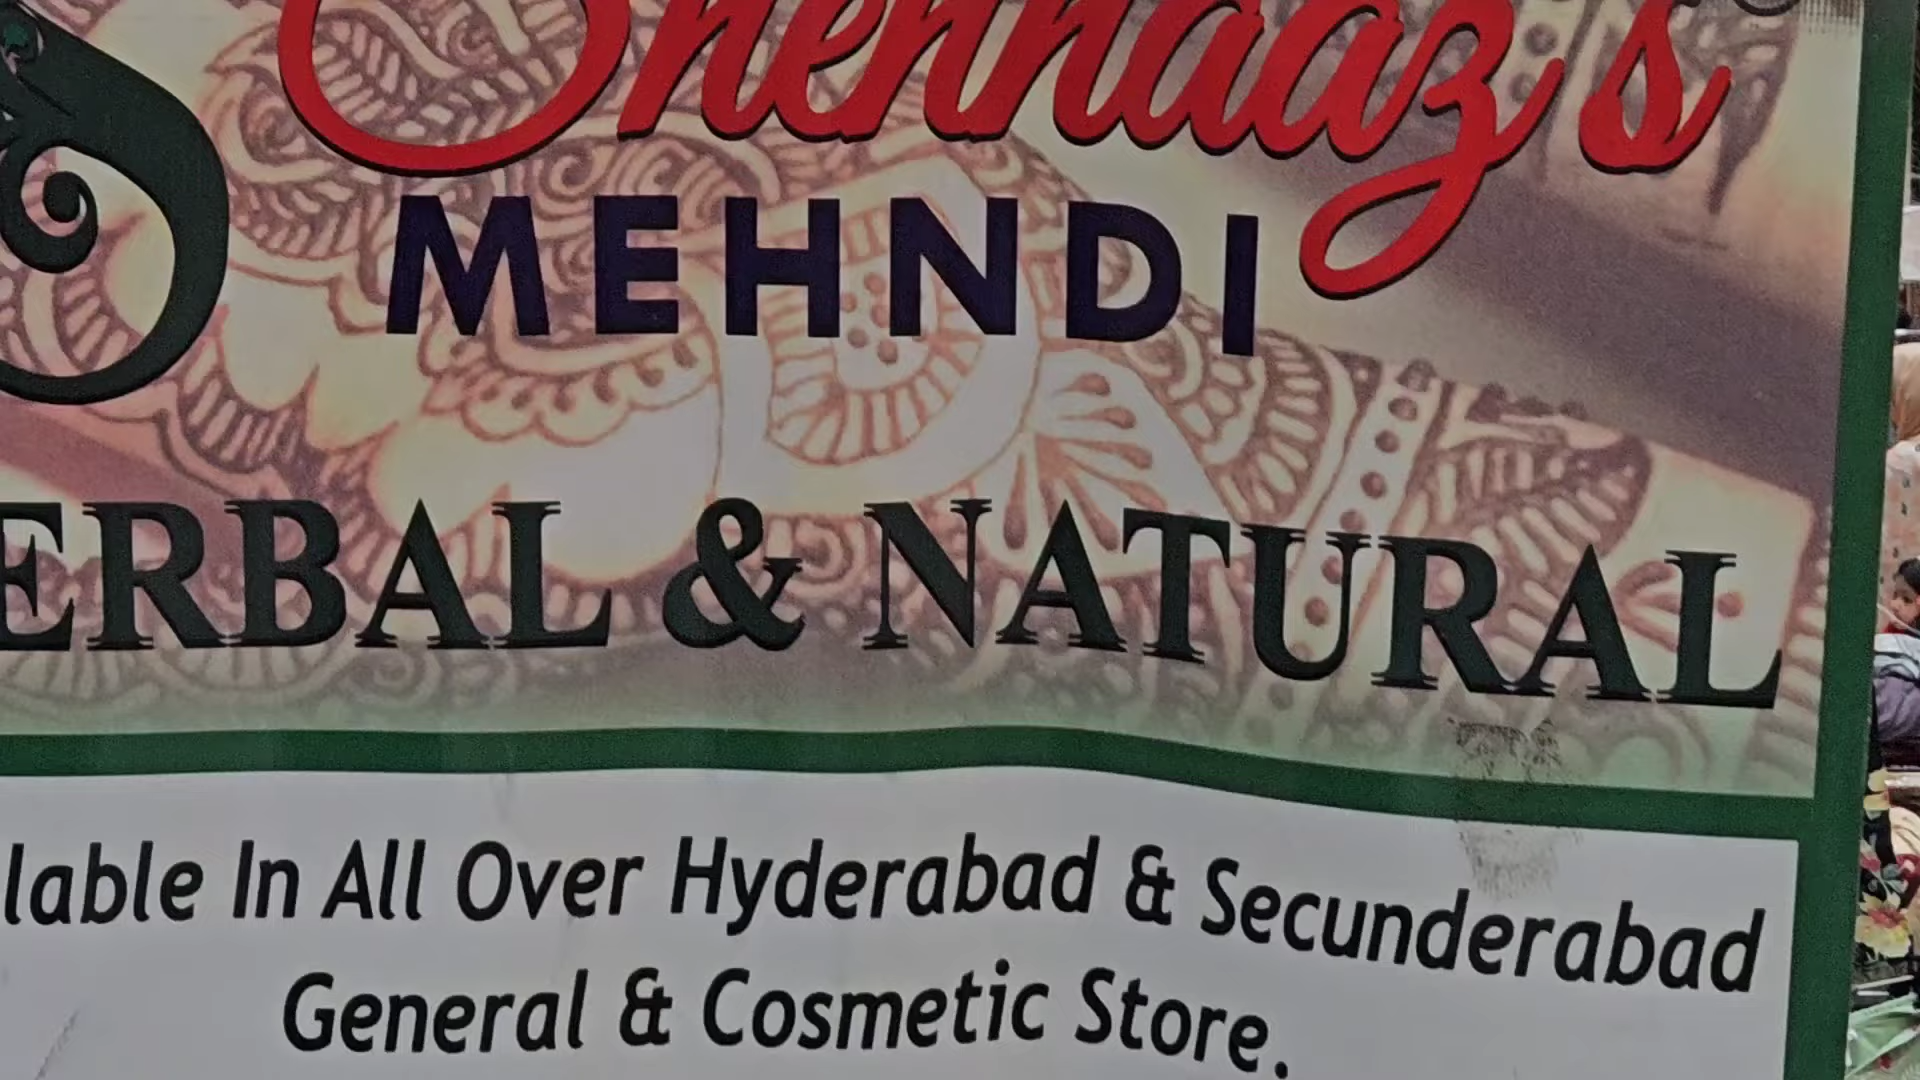 Shehnaaz's
MEHNDI
ERBAL & NATURAL
lable In All Over Hyderabad & Secunderabad
General & Cosmetic Store.